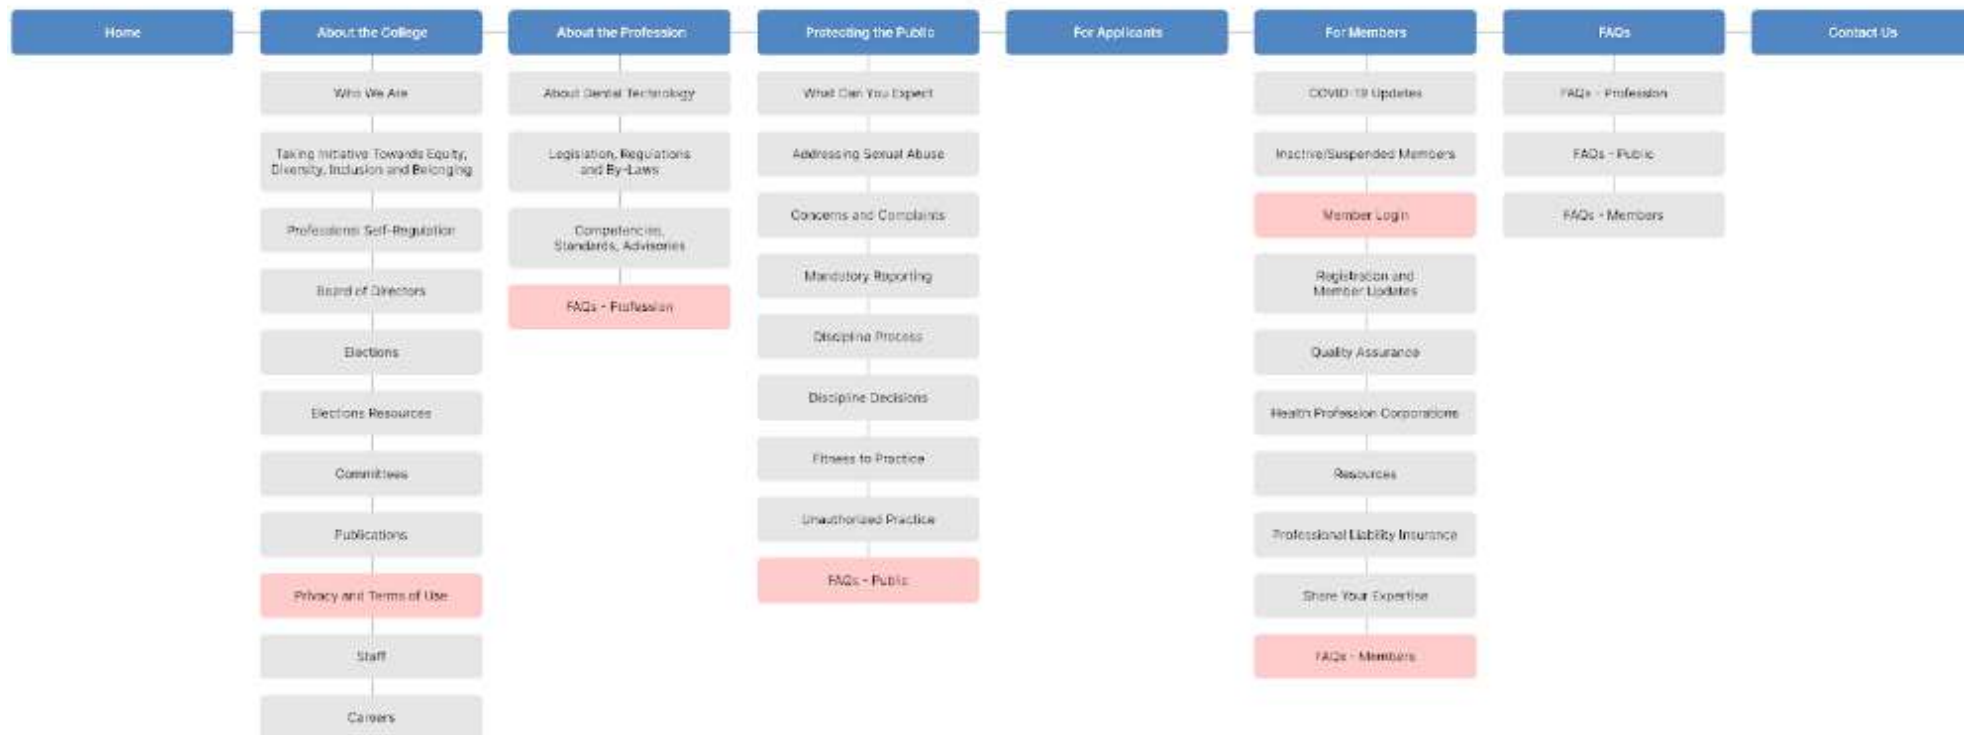 Home
About the College
About the Profession
Protecting the Public
For Applicants
For Members
FAQs
Contact Us
Who We Are
Taking Initiative Towards Equity,
Diversity, Inclusion and Belonging
Professional Self-Regulation
Board of Directors
Elections
Elections Resources
Committees
Publications
Privacy and Terms of Use
Staff
Careers
About Dental Technology
Legislation, Regulations
and By-Laws
Competencies,
Standards, Advisories
FAQs - Profession
What Can You Expect
Addressing Sexual Abuse
Concerns and Complaints
Mandatory Reporting
Discipline Process
Discipline Decisions
Fitness to Practice
Unauthorized Practice
FAQs - Public
COVID-19 Updates
Inactive/Suspended Members
Member Login
Registration and
Member Updates
Quality Assurance
Health Profession Corporations
Resources
Professional Liability Insurance
Share Your Expertise
FAQs - Members
FAQs - Profession
FAQs - Public
FAQs - Members